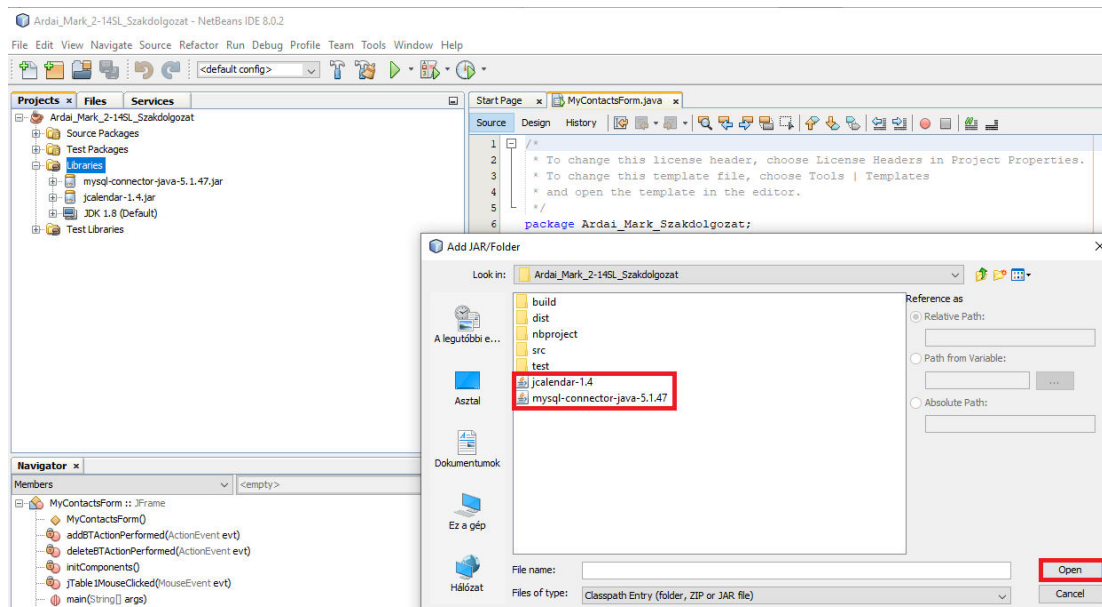 Ardai_Mark_2-14SL_Szakdolgozat - NetBeans IDE 8.0.2
File Edit View Navigate Source Refactor Run Debug Profile Team Tools Window Help
<default config>
Projects Files Services
Ardai_Mark_2-14SL_Szakdolgozat
Source Packages
Test Packages
Libraries
mysql-connector-java-5.1.47.jar
jcalendar-1.4.jar
JDK 1.8 (Default)
Test Libraries
Start Page MyContactsForm.java
Source Design History
1 /*
2 * To change this license header, choose License Headers in Project Properties.
3 * To change this template file, choose Tools | Templates
4 * and open the template in the editor.
5 */
6 package Ardai_Mark_Szakdolgozat;
Add JAR/Folder
Look in: Ardai_Mark_2-14SL_Szakdolgozat
A legutóbbi e...
Asztal
Dokumentumok
Ez a gép
Hálózat
build
dist
nbproject
src
test
jcalendar-1.4
mysql-connector-java-5.1.47
Reference as
Relative Path:
Path from Variable:
...
Absolute Path:
File name:
Open
Files of type: Classpath Entry (folder, ZIP or JAR file)
Cancel
Navigator
Members <empty>
MyContactsForm :: JFrame
MyContactsForm()
addBTActionPerformed(ActionEvent evt)
deleteBTActionPerformed(ActionEvent evt)
initComponents()
jTable1MouseClicked(MouseEvent evt)
main(String[] args)